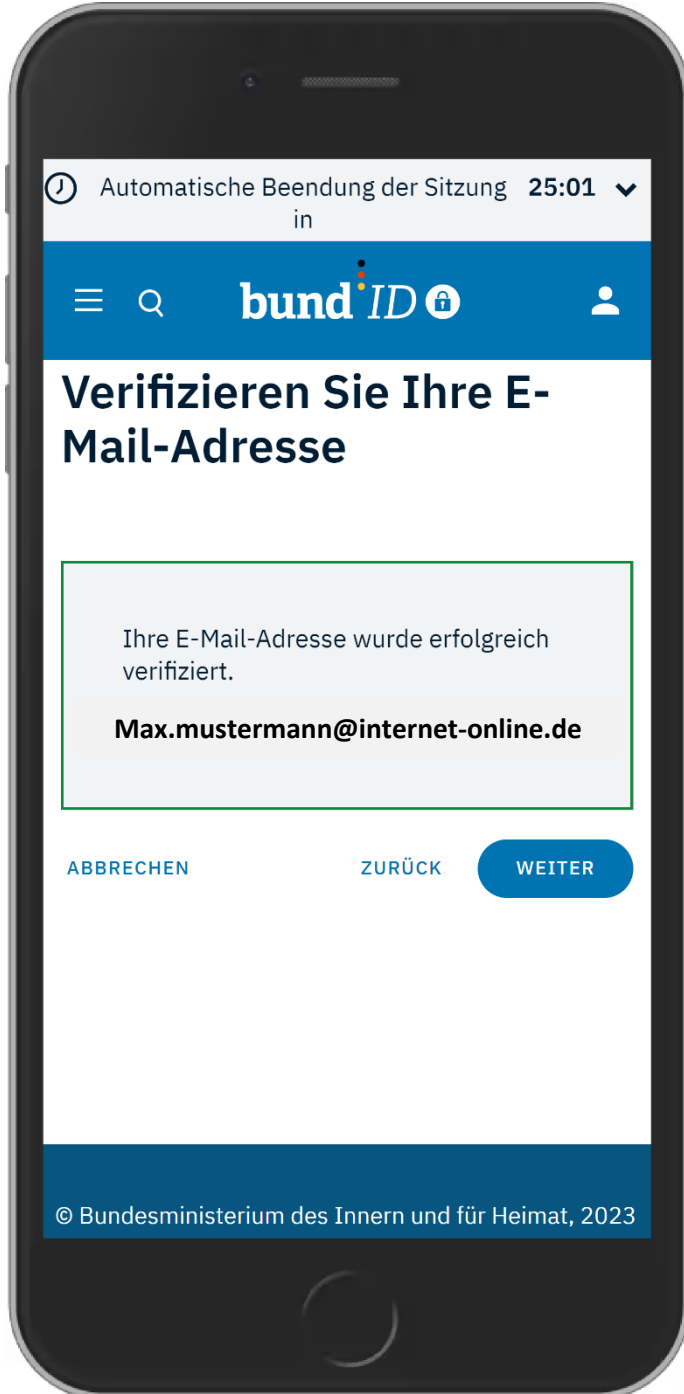 Automatische Beendung der Sitzung 25:01
in
bund ID
Verifizieren Sie Ihre E-
Mail-Adresse
Ihre E-Mail-Adresse wurde erfolgreich
verifiziert.
Max.mustermann@internet-online.de
ABBRECHEN ZURÜCK WEITER
© Bundesministerium des Innern und für Heimat, 2023